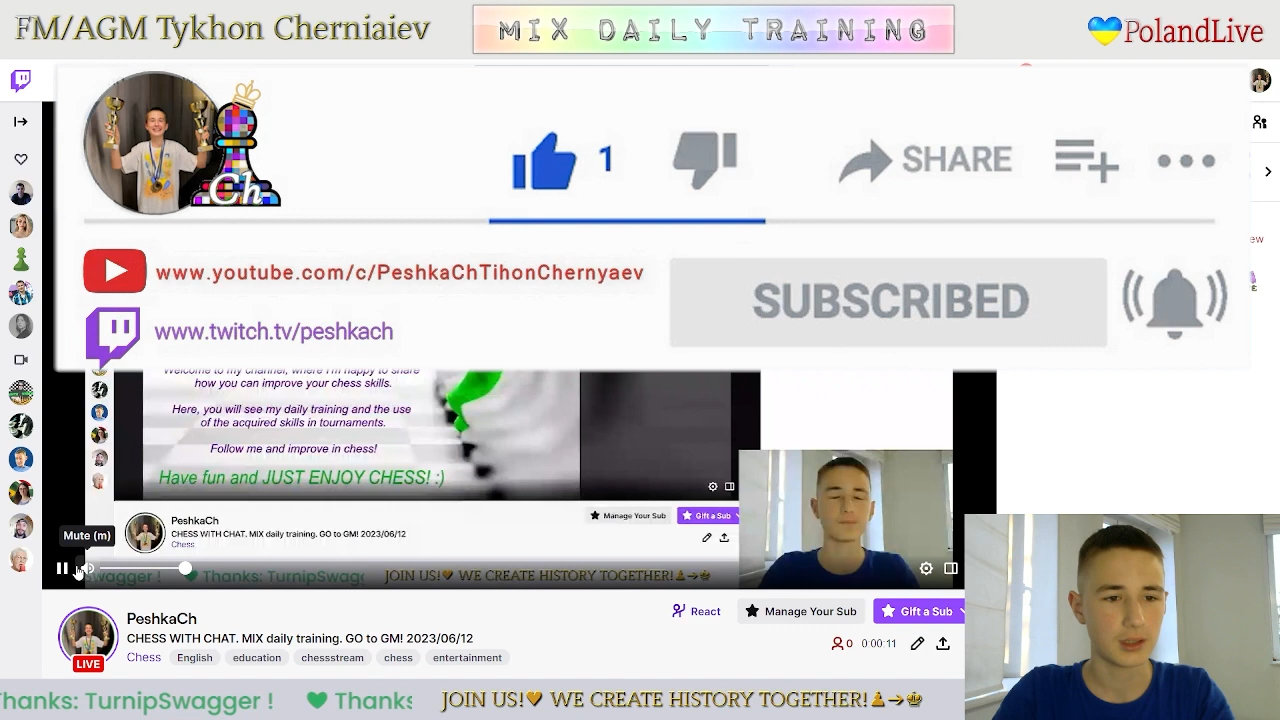 FM/AGM Tykhon Cherniaiev
MIX DAILY TRAINING
PolandLive
Ch
1
SHARE
www.youtube.com/c/PeshkaChTihonChernyaev
SUBSCRIBED
www.twitch.tv/peshkach
Welcome to my channel, where I'm happy to share
how you can improve your chess skills.
Here, you will see my daily training and the use
of the acquired skills in tournaments.
Follow me and improve in chess!
Have fun and JUST ENJOY CHESS! :)
PeshkaCh
Manage Your Sub
Gift a Sub
CHESS WITH CHAT. MIX daily training. GO to GM! 2023/06/12
Chess
Mute (m)
Swagger ! Thanks: TurnipSwagg
JOIN US! WE CREATE HISTORY TOGETHER!
PeshkaCh
React
Manage Your Sub
Gift a Sub
CHESS WITH CHAT. MIX daily training. GO to GM! 2023/06/12
0 0:00:11
Chess English education chessstream chess entertainment
LIVE
Thanks: TurnipSwagger ! Thanks
JOIN US! WE CREATE HISTORY TOGETHER!